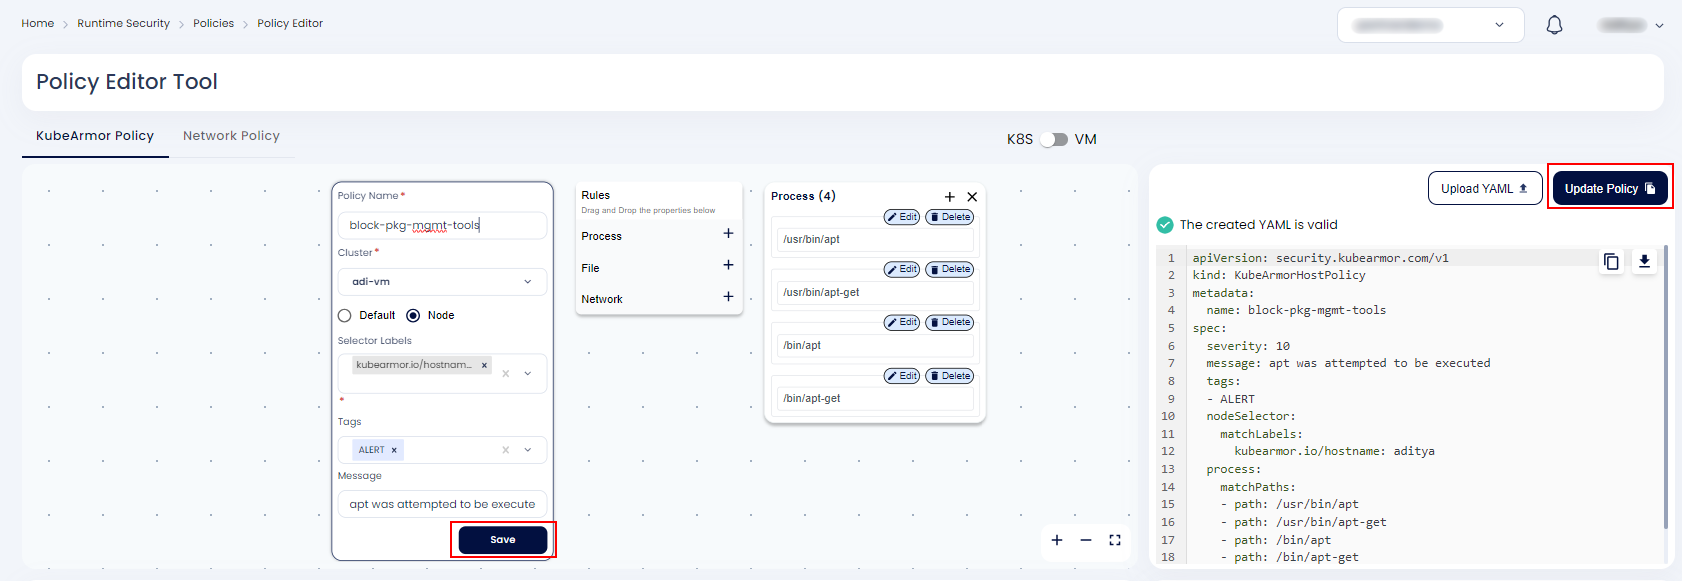 Home > Runtime Security > Policies > Policy Editor
Policy Editor Tool
KubeArmor Policy
Network Policy
K8S
VM
Policy Name *
block-pkg-mgmt-tools
Cluster *
adi-vm
Default
Node
Selector Labels
kubearmor.io/hostnam... ×
*
Tags
ALERT ×
Message
apt was attempted to be execute
Save
Rules
Drag and Drop the properties below
Process +
File +
Network +
Process (4)
Edit Delete
/usr/bin/apt
Edit Delete
/usr/bin/apt-get
Edit Delete
/bin/apt
Edit Delete
/bin/apt-get
Upload YAML
Update Policy
The created YAML is valid
1 apiVersion: security.kubearmor.com/v1
2 kind: KubeArmorHostPolicy
3 metadata:
4 name: block-pkg-mgmt-tools
5 spec:
6 severity: 10
7 message: apt was attempted to be executed
8 tags:
9 - ALERT
10 nodeSelector:
11 matchLabels:
12 kubearmor.io/hostname: aditya
13 process:
14 matchPaths:
15 - path: /usr/bin/apt
16 - path: /usr/bin/apt-get
17 - path: /bin/apt
18 - path: /bin/apt-get